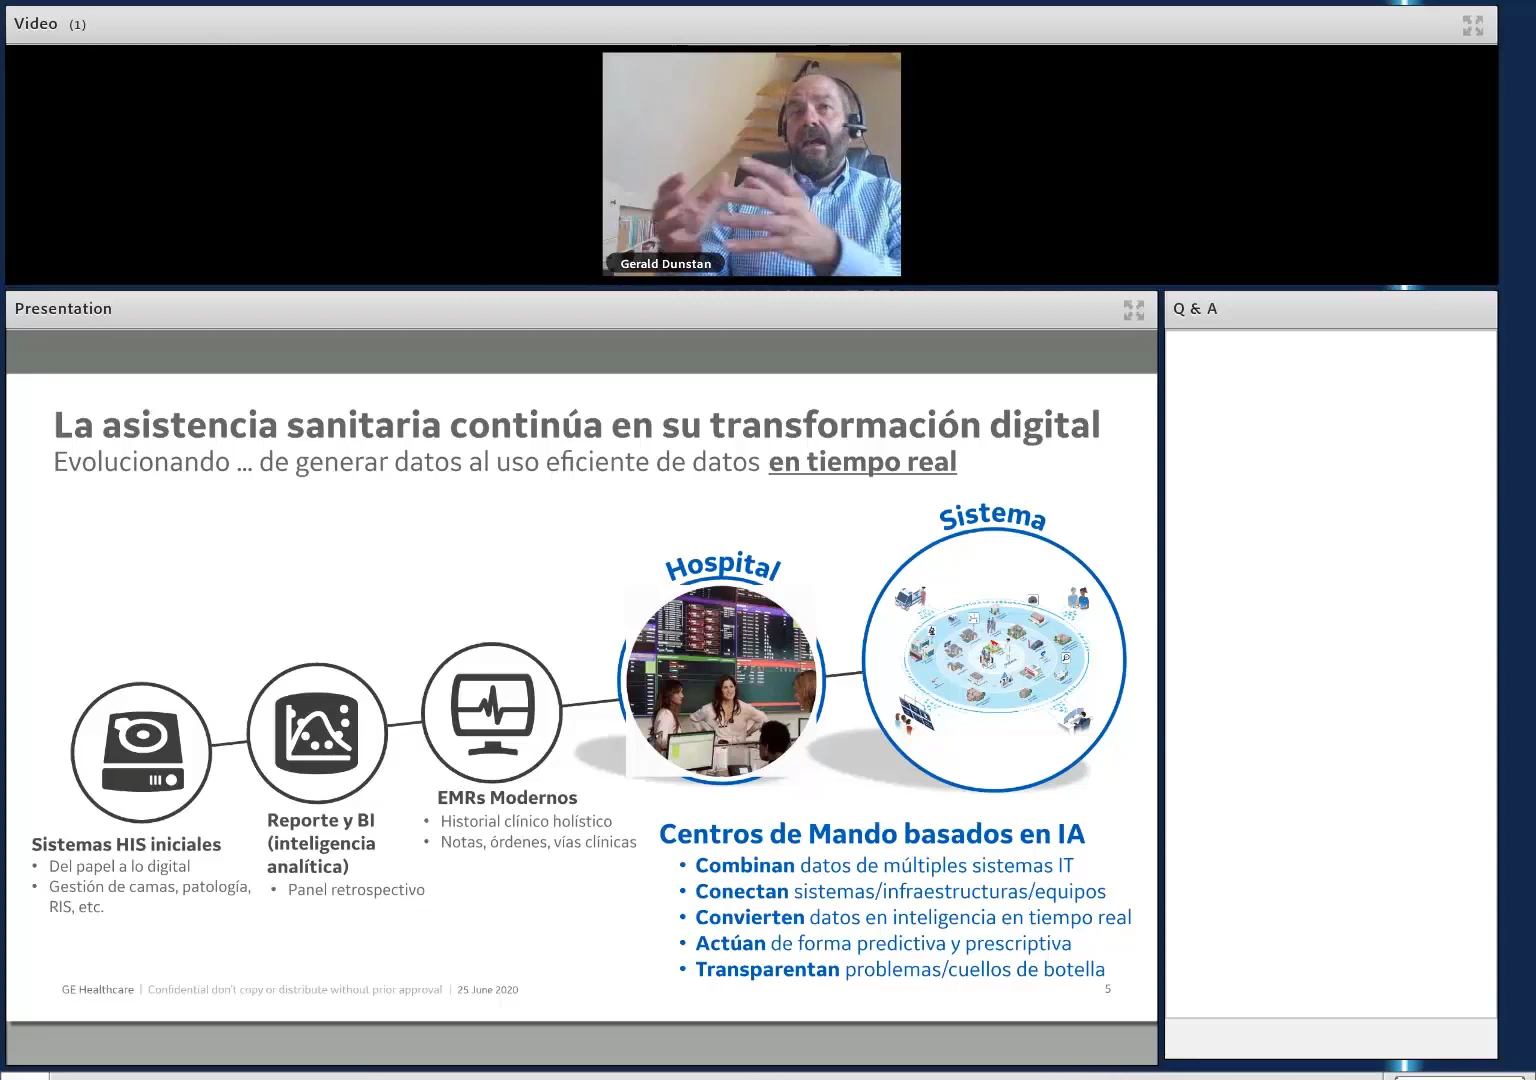 Video (1)
Gerald Dunstan
Presentation
Q & A
La asistencia sanitaria continúa en su transformación digital
Evolucionando ... de generar datos al uso eficiente de datos en tiempo real
Sistema
Hospital
EMRs Modernos
• Historial clínico holístico
• Notas, órdenes, vías clínicas
Reporte y BI
(inteligencia
analítica)
• Panel retrospectivo
Sistemas HIS iniciales
• Del papel a lo digital
• Gestión de camas, patología,
RIS, etc.
Centros de Mando basados en IA
• Combinan datos de múltiples sistemas IT
• Conectan sistemas/infraestructuras/equipos
• Convierten datos en inteligencia en tiempo real
• Actúan de forma predictiva y prescriptiva
• Transparentan problemas/cuellos de botella
GE Healthcare | Confidential don't copy or distribute without prior approval | 25 June 2020
5